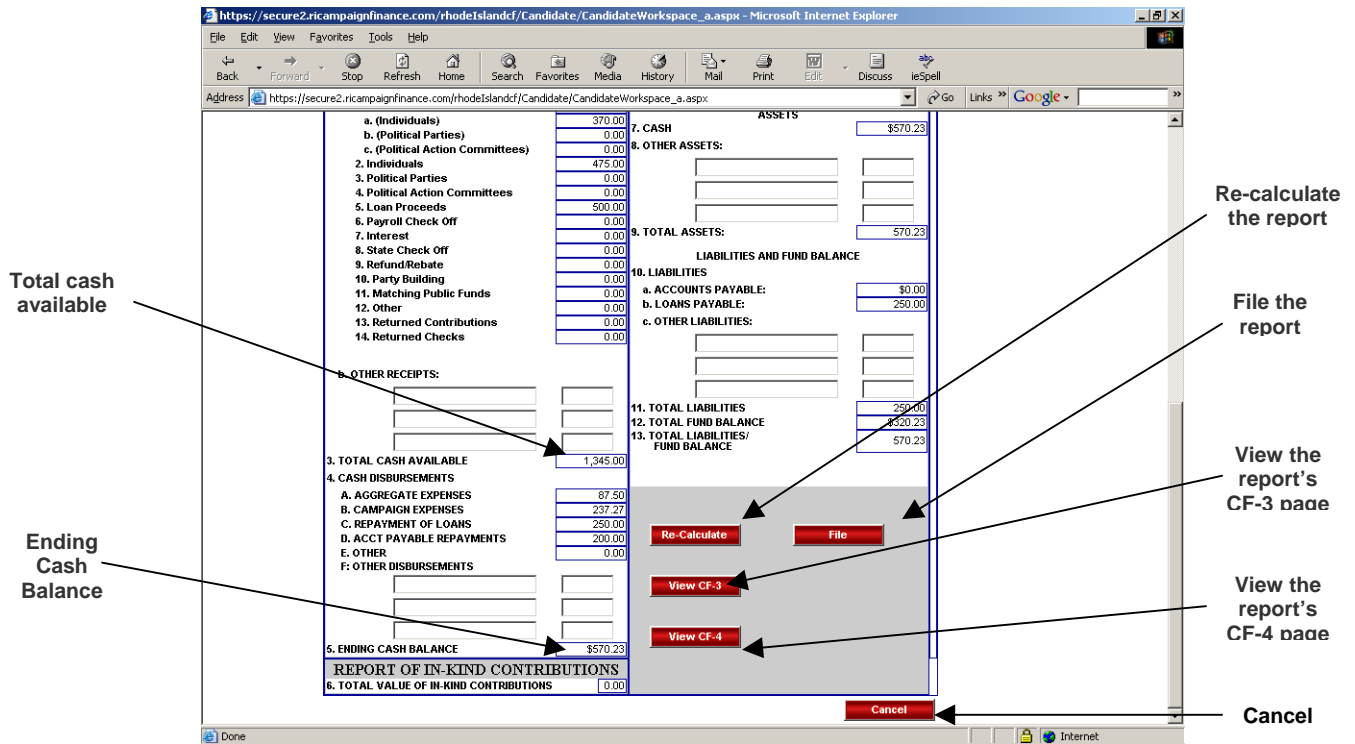 https://secure2.ricampaignfinance.com/rhodeIslandcf/Candidate/CandidateWorkspace_a.aspx - Microsoft Internet Explorer
File Edit View Favorites Tools Help
Back Forward Stop Refresh Home Search Favorites Media History Mail Print Edit Discuss ieSpell
Address https://secure2.ricampaignfinance.com/rhodeIslandcf/Candidate/CandidateWorkspace_a.aspx Go Links » Google »
a. (Individuals) 370.00
b. (Political Parties) 0.00
c. (Political Action Committees) 0.00
2. Individuals 475.00
3. Political Parties 0.00
4. Political Action Committees 0.00
5. Loan Proceeds 500.00
6. Payroll Check Off 0.00
7. Interest 0.00
8. State Check Off 0.00
9. Refund/Rebate 0.00
10. Party Building 0.00
11. Matching Public Funds 0.00
12. Other 0.00
13. Returned Contributions 0.00
14. Returned Checks 0.00
b. OTHER RECEIPTS:
3. TOTAL CASH AVAILABLE 1,345.00
4. CASH DISBURSEMENTS
A. AGGREGATE EXPENSES 87.50
B. CAMPAIGN EXPENSES 237.27
C. REPAYMENT OF LOANS 250.00
D. ACCT PAYABLE REPAYMENTS 200.00
E. OTHER 0.00
F: OTHER DISBURSEMENTS
5. ENDING CASH BALANCE $570.23
REPORT OF IN-KIND CONTRIBUTIONS
6. TOTAL VALUE OF IN-KIND CONTRIBUTIONS 0.00
ASSETS
7. CASH $570.23
8. OTHER ASSETS:
9. TOTAL ASSETS: 570.23
LIABILITIES AND FUND BALANCE
10. LIABILITIES
a. ACCOUNTS PAYABLE: $0.00
b. LOANS PAYABLE: 250.00
c. OTHER LIABILITIES:
11. TOTAL LIABILITIES 250.00
12. TOTAL FUND BALANCE $320.23
13. TOTAL LIABILITIES/
FUND BALANCE 570.23
Re-Calculate File
View CF-3
View CF-4
Cancel
Done Internet
Total cash
available
Ending
Cash
Balance
Re-calculate
the report
File the
report
View the
report’s
CF-3 page
View the
report’s
CF-4 page
Cancel